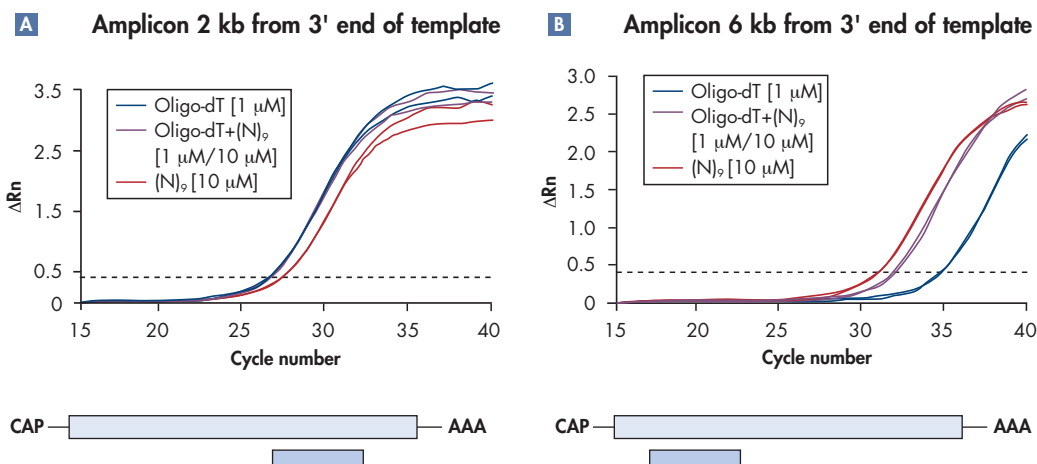 A
Amplicon 2 kb from 3' end of template
3.5
2.5
1.5
0.5
0
ΔRn
Oligo-dT [1 µM]
Oligo-dT+(N)₉
[1 µM/10 µM]
(N)₉ [10 µM]
15 20 25 30 35 40
Cycle number
CAP
AAA
B
Amplicon 6 kb from 3' end of template
3.0
2.5
2.0
1.5
1.0
0.5
0
ΔRn
Oligo-dT [1 µM]
Oligo-dT+(N)₉
[1 µM/10 µM]
(N)₉ [10 µM]
15 20 25 30 35 40
Cycle number
CAP
AAA